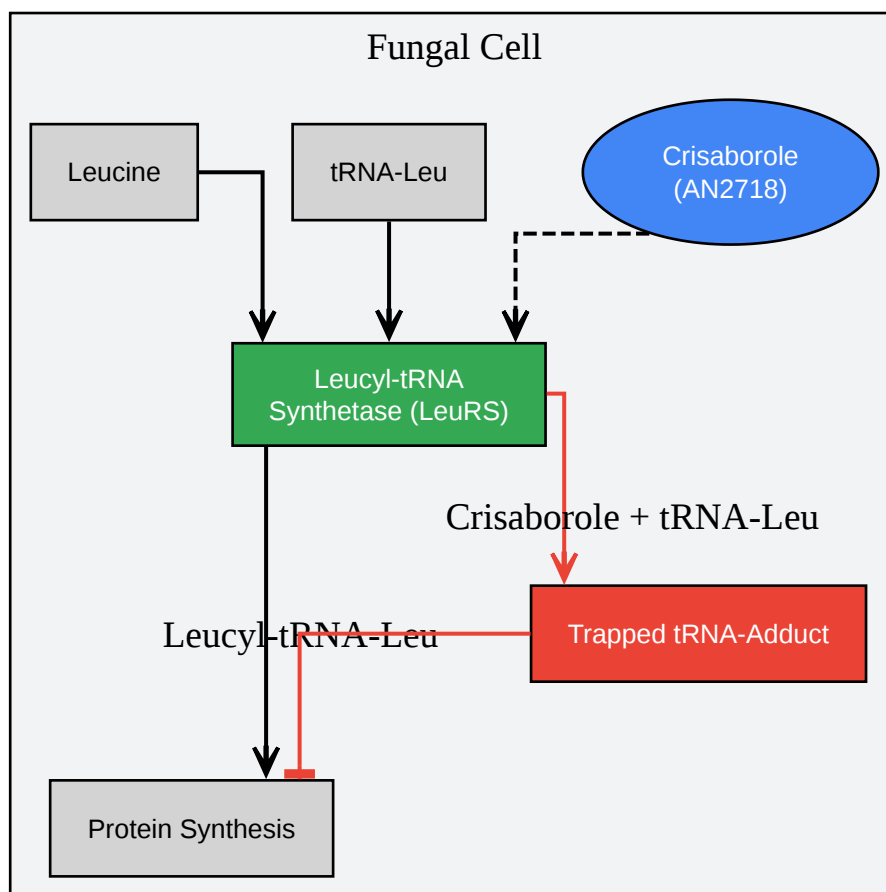 Fungal Cell
Leucine
tRNA-Leu
Crisaborole
(AN2718)
Leucyl-tRNA
Synthetase (LeuRS)
Crisaborole + tRNA-Leu
Leucyl-tRNA-Leu
Trapped tRNA-Adduct
Protein Synthesis